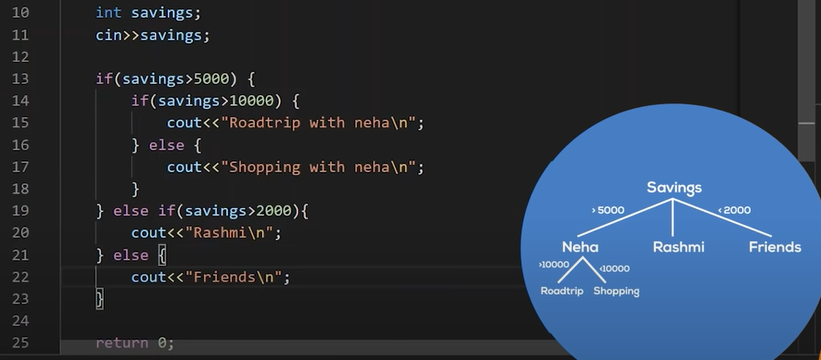 10 int savings;
11 cin>>savings;
12
13 if(savings>5000) {
14 if(savings>10000) {
15 cout<<"Roadtrip with neha\n";
16 } else {
17 cout<<"Shopping with neha\n";
18 }
19 } else if(savings>2000){
20 cout<<"Rashmi\n";
21 } else {
22 cout<<"Friends\n";
23 }
24
25 return 0;
Savings
>5000 <2000
Neha Rashmi Friends
>10000 <10000
Roadtrip Shopping